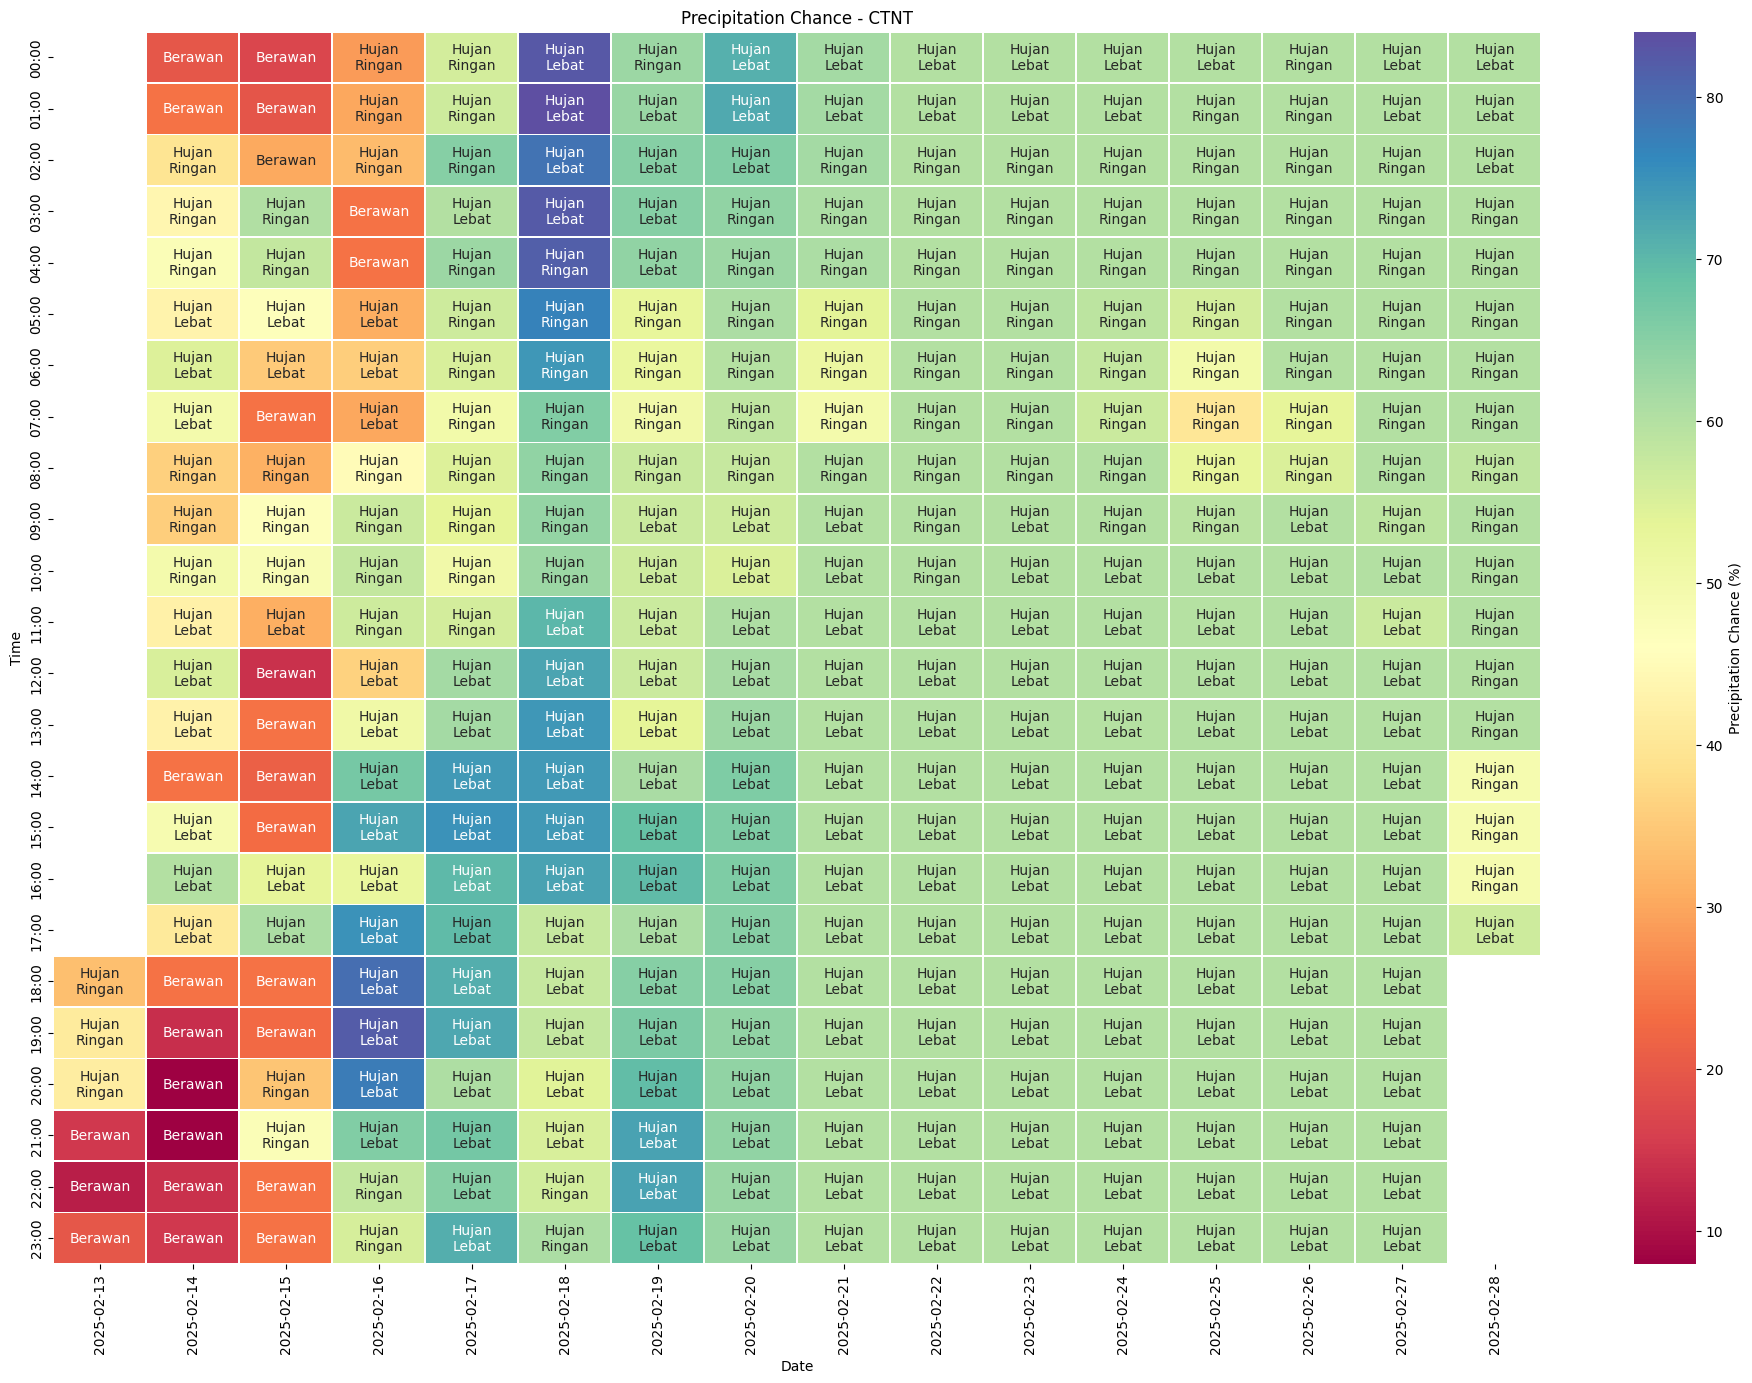 Precipitation Chance - CTNT
00:00 Berawan Berawan Hujan Ringan Hujan Ringan Hujan Lebat Hujan Ringan Hujan Lebat Hujan Lebat Hujan Lebat Hujan Lebat Hujan Lebat Hujan Lebat Hujan Ringan Hujan Lebat Hujan Lebat
01:00 Berawan Berawan Hujan Ringan Hujan Ringan Hujan Lebat Hujan Lebat Hujan Lebat Hujan Lebat Hujan Lebat Hujan Lebat Hujan Lebat Hujan Ringan Hujan Ringan Hujan Lebat Hujan Lebat
02:00 Hujan Ringan Berawan Hujan Ringan Hujan Ringan Hujan Lebat Hujan Lebat Hujan Lebat Hujan Ringan Hujan Ringan Hujan Ringan Hujan Ringan Hujan Ringan Hujan Ringan Hujan Ringan Hujan Lebat
03:00 Hujan Ringan Hujan Ringan Berawan Hujan Lebat Hujan Lebat Hujan Lebat Hujan Ringan Hujan Ringan Hujan Ringan Hujan Ringan Hujan Ringan Hujan Ringan Hujan Ringan Hujan Ringan Hujan Ringan
04:00 Hujan Ringan Hujan Ringan Berawan Hujan Ringan Hujan Ringan Hujan Lebat Hujan Ringan Hujan Ringan Hujan Ringan Hujan Ringan Hujan Ringan Hujan Ringan Hujan Ringan Hujan Ringan Hujan Ringan
05:00 Hujan Lebat Hujan Lebat Hujan Lebat Hujan Ringan Hujan Ringan Hujan Ringan Hujan Ringan Hujan Ringan Hujan Ringan Hujan Ringan Hujan Ringan Hujan Ringan Hujan Ringan Hujan Ringan Hujan Ringan
06:00 Hujan Lebat Hujan Lebat Hujan Lebat Hujan Ringan Hujan Ringan Hujan Ringan Hujan Ringan Hujan Ringan Hujan Ringan Hujan Ringan Hujan Ringan Hujan Ringan Hujan Ringan Hujan Ringan Hujan Ringan
07:00 Hujan Lebat Berawan Hujan Lebat Hujan Ringan Hujan Ringan Hujan Ringan Hujan Ringan Hujan Ringan Hujan Ringan Hujan Ringan Hujan Ringan Hujan Ringan Hujan Ringan Hujan Ringan Hujan Ringan
08:00 Hujan Ringan Hujan Ringan Hujan Ringan Hujan Ringan Hujan Ringan Hujan Ringan Hujan Ringan Hujan Ringan Hujan Ringan Hujan Ringan Hujan Ringan Hujan Ringan Hujan Ringan Hujan Ringan Hujan Ringan
09:00 Hujan Ringan Hujan Ringan Hujan Ringan Hujan Ringan Hujan Ringan Hujan Lebat Hujan Lebat Hujan Lebat Hujan Ringan Hujan Lebat Hujan Ringan Hujan Ringan Hujan Lebat Hujan Ringan Hujan Ringan
10:00 Hujan Ringan Hujan Ringan Hujan Ringan Hujan Ringan Hujan Ringan Hujan Lebat Hujan Lebat Hujan Lebat Hujan Ringan Hujan Lebat Hujan Lebat Hujan Lebat Hujan Lebat Hujan Lebat Hujan Ringan
11:00 Hujan Lebat Hujan Lebat Hujan Ringan Hujan Ringan Hujan Lebat Hujan Lebat Hujan Lebat Hujan Lebat Hujan Lebat Hujan Lebat Hujan Lebat Hujan Lebat Hujan Lebat Hujan Lebat Hujan Ringan
12:00 Hujan Lebat Berawan Hujan Lebat Hujan Lebat Hujan Lebat Hujan Lebat Hujan Lebat Hujan Lebat Hujan Lebat Hujan Lebat Hujan Lebat Hujan Lebat Hujan Lebat Hujan Lebat Hujan Ringan
13:00 Hujan Lebat Berawan Hujan Lebat Hujan Lebat Hujan Lebat Hujan Lebat Hujan Lebat Hujan Lebat Hujan Lebat Hujan Lebat Hujan Lebat Hujan Lebat Hujan Lebat Hujan Lebat Hujan Ringan
14:00 Berawan Berawan Hujan Lebat Hujan Lebat Hujan Lebat Hujan Lebat Hujan Lebat Hujan Lebat Hujan Lebat Hujan Lebat Hujan Lebat Hujan Lebat Hujan Lebat Hujan Lebat Hujan Ringan
15:00 Hujan Lebat Berawan Hujan Lebat Hujan Lebat Hujan Lebat Hujan Lebat Hujan Lebat Hujan Lebat Hujan Lebat Hujan Lebat Hujan Lebat Hujan Lebat Hujan Lebat Hujan Lebat Hujan Ringan
16:00 Hujan Lebat Hujan Lebat Hujan Lebat Hujan Lebat Hujan Lebat Hujan Lebat Hujan Lebat Hujan Lebat Hujan Lebat Hujan Lebat Hujan Lebat Hujan Lebat Hujan Lebat Hujan Lebat Hujan Ringan
17:00 Hujan Lebat Hujan Lebat Hujan Lebat Hujan Lebat Hujan Lebat Hujan Lebat Hujan Lebat Hujan Lebat Hujan Lebat Hujan Lebat Hujan Lebat Hujan Lebat Hujan Lebat Hujan Lebat Hujan Lebat
18:00 Hujan Ringan Berawan Berawan Hujan Lebat Hujan Lebat Hujan Lebat Hujan Lebat Hujan Lebat Hujan Lebat Hujan Lebat Hujan Lebat Hujan Lebat Hujan Lebat Hujan Lebat Hujan Lebat
19:00 Hujan Ringan Berawan Berawan Hujan Lebat Hujan Lebat Hujan Lebat Hujan Lebat Hujan Lebat Hujan Lebat Hujan Lebat Hujan Lebat Hujan Lebat Hujan Lebat Hujan Lebat Hujan Lebat
20:00 Hujan Ringan Berawan Hujan Ringan Hujan Lebat Hujan Lebat Hujan Lebat Hujan Lebat Hujan Lebat Hujan Lebat Hujan Lebat Hujan Lebat Hujan Lebat Hujan Lebat Hujan Lebat Hujan Lebat
21:00 Berawan Berawan Hujan Ringan Hujan Lebat Hujan Lebat Hujan Lebat Hujan Lebat Hujan Lebat Hujan Lebat Hujan Lebat Hujan Lebat Hujan Lebat Hujan Lebat Hujan Lebat Hujan Lebat
22:00 Berawan Berawan Berawan Hujan Ringan Hujan Lebat Hujan Ringan Hujan Lebat Hujan Lebat Hujan Lebat Hujan Lebat Hujan Lebat Hujan Lebat Hujan Lebat Hujan Lebat Hujan Lebat
23:00 Berawan Berawan Berawan Hujan Ringan Hujan Lebat Hujan Ringan Hujan Lebat Hujan Lebat Hujan Lebat Hujan Lebat Hujan Lebat Hujan Lebat Hujan Lebat Hujan Lebat Hujan Lebat
Time
2025-02-13 2025-02-14 2025-02-15 2025-02-16 2025-02-17 2025-02-18 2025-02-19 2025-02-20 2025-02-21 2025-02-22 2025-02-23 2025-02-24 2025-02-25 2025-02-26 2025-02-27 2025-02-28
Date
80
70
60
50
40
30
20
10
Precipitation Chance (%)